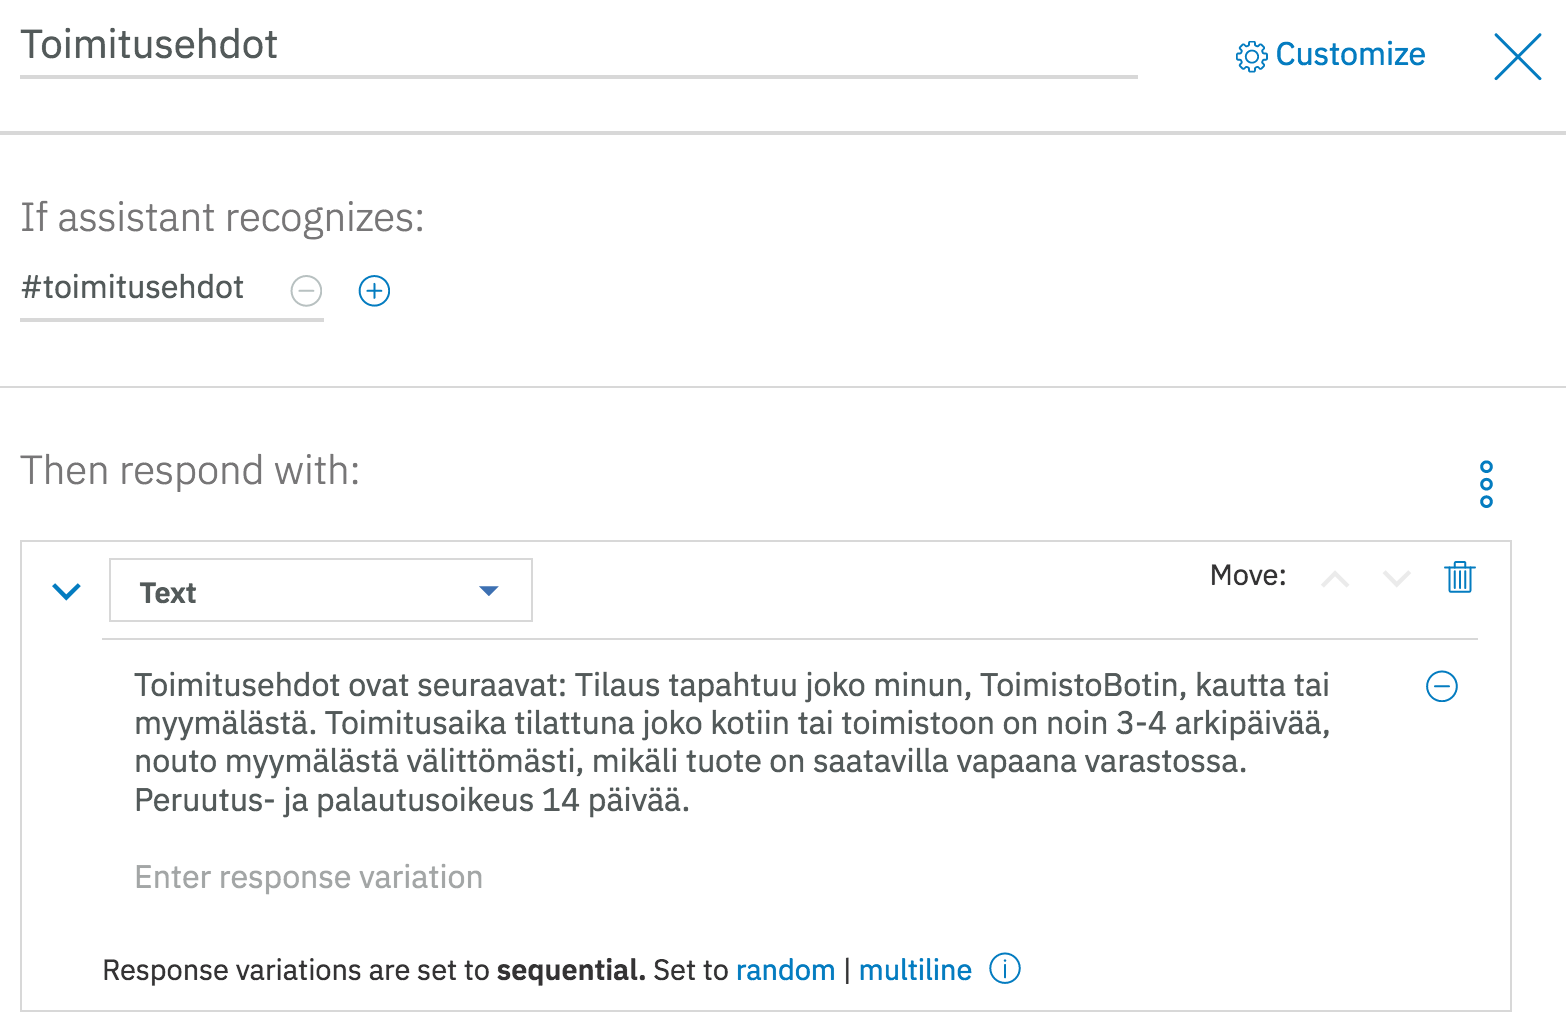 Toimitusehdot
Customize
If assistant recognizes:
#toimitusehdot
Then respond with:
Text
Move:
Toimitusehdot ovat seuraavat: Tilaus tapahtuu joko minun, ToimistoBotin, kautta tai
myymälästä. Toimitusaika tilattuna joko kotiin tai toimistoon on noin 3-4 arkipäivää,
nouto myymälästä välittömästi, mikäli tuote on saatavilla vapaana varastossa.
Peruutus- ja palautusoikeus 14 päivää.
Enter response variation
Response variations are set to sequential. Set to random | multiline